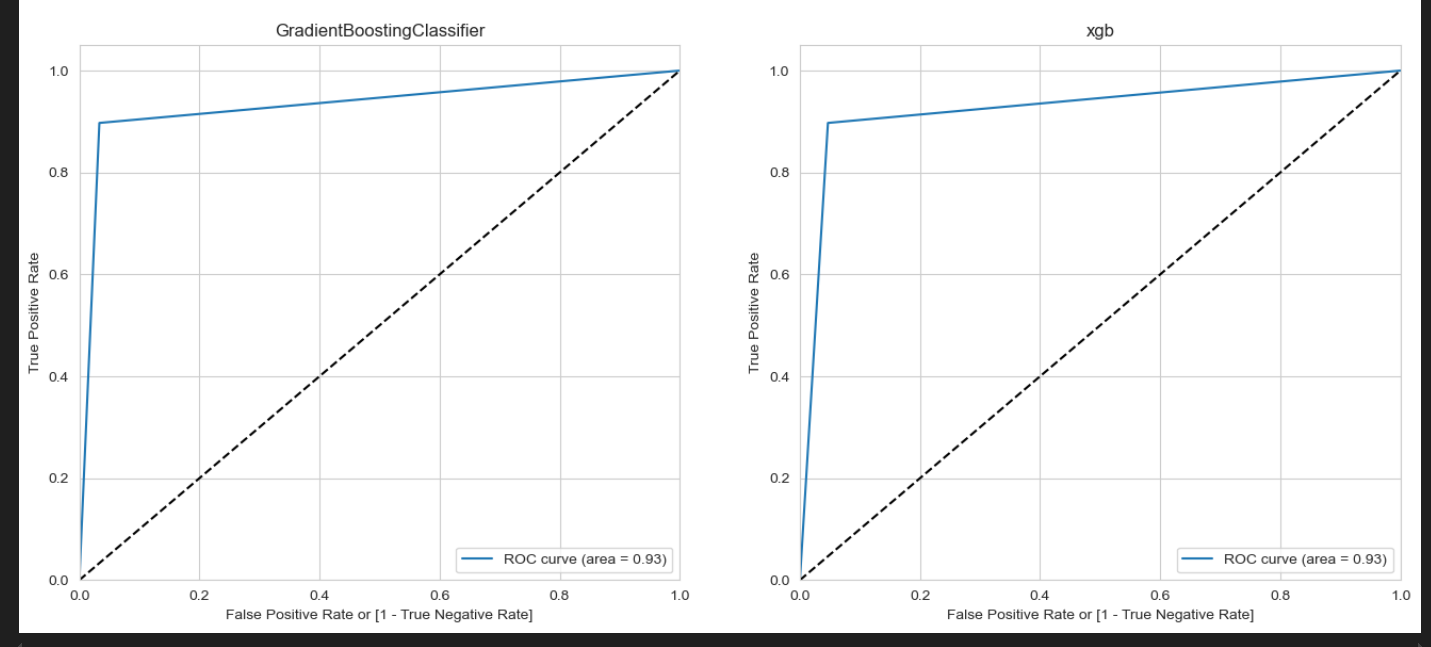 GradientBoostingClassifier
1.0
0.8
0.6
0.4
0.2
0.0
True Positive Rate
0.0 0.2 0.4 0.6 0.8 1.0
False Positive Rate or [1 - True Negative Rate]
ROC curve (area = 0.93)
xgb
1.0
0.8
0.6
0.4
0.2
0.0
True Positive Rate
0.0 0.2 0.4 0.6 0.8 1.0
False Positive Rate or [1 - True Negative Rate]
ROC curve (area = 0.93)